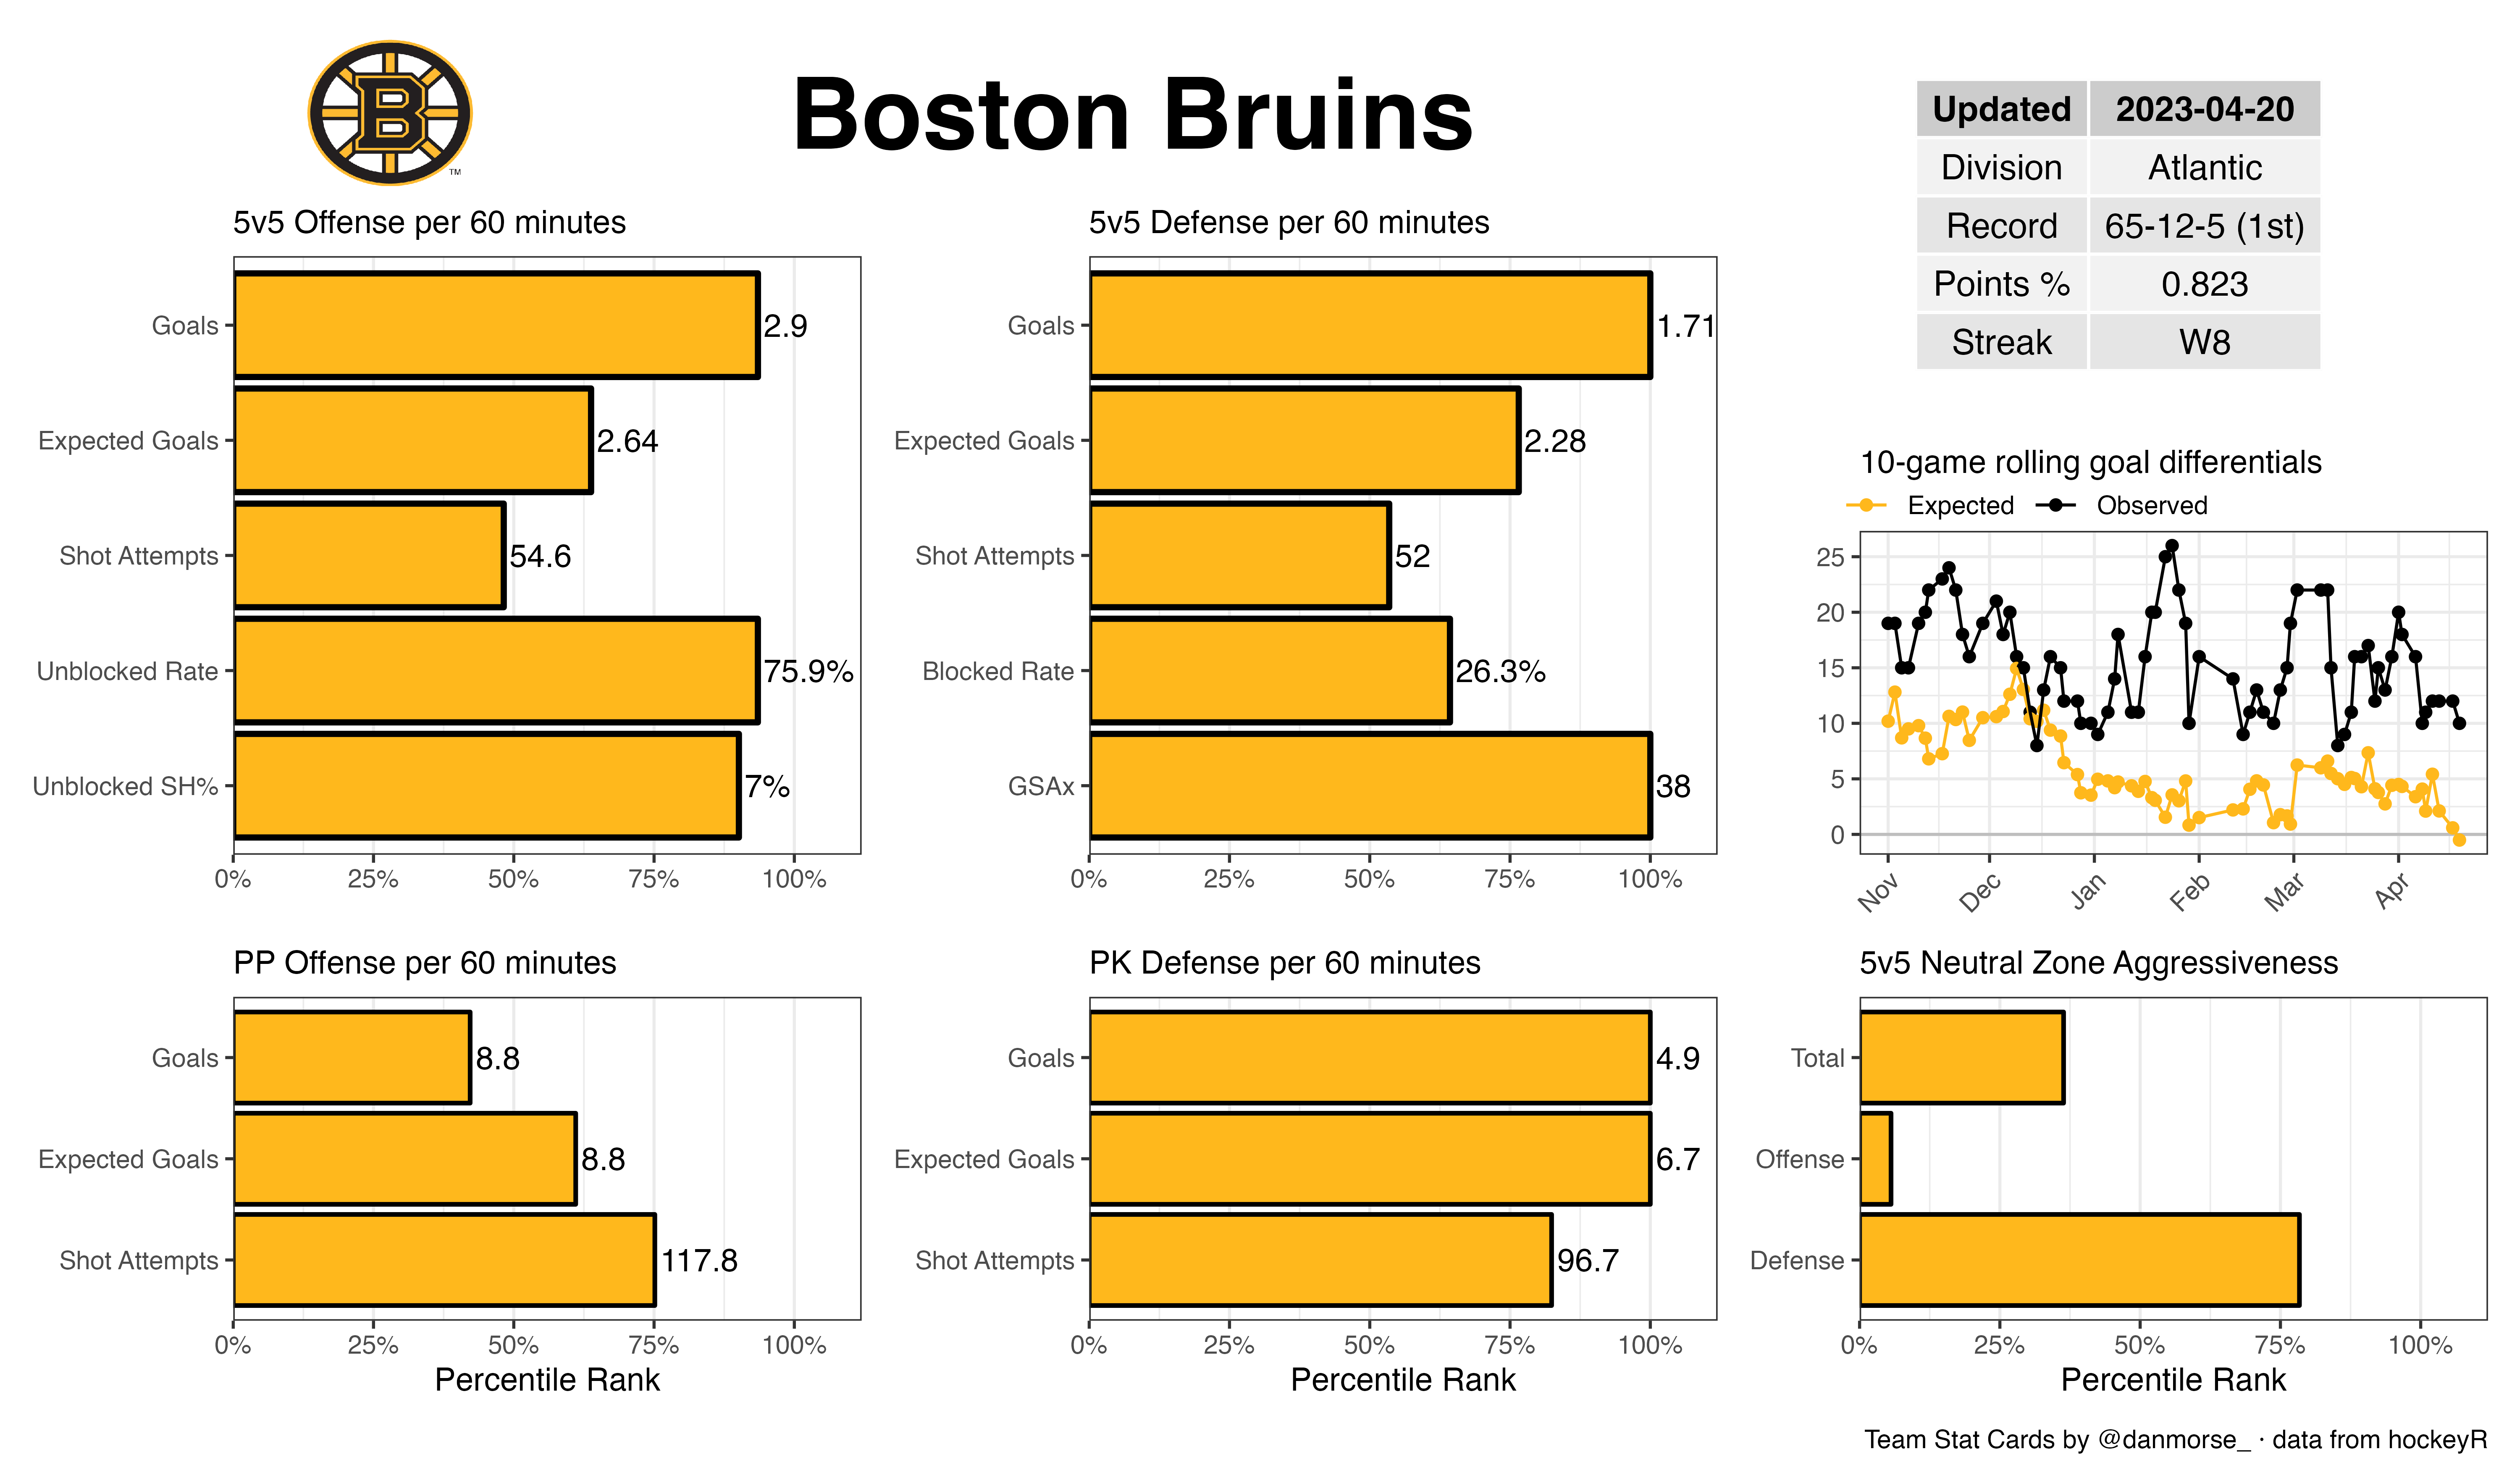 B
TM
Boston Bruins
Updated 2023-04-20
Division Atlantic
Record 65-12-5 (1st)
Points % 0.823
Streak W8
5v5 Offense per 60 minutes
Goals 2.9
Expected Goals 2.64
Shot Attempts 54.6
Unblocked Rate 75.9%
Unblocked SH% 7%
0% 25% 50% 75% 100%
5v5 Defense per 60 minutes
Goals 1.71
Expected Goals 2.28
Shot Attempts 52
Blocked Rate 26.3%
GSAx 38
0% 25% 50% 75% 100%
10-game rolling goal differentials
Expected Observed
25
20
15
10
5
0
Nov Dec Jan Feb Mar Apr
PP Offense per 60 minutes
Goals 8.8
Expected Goals 8.8
Shot Attempts 117.8
0% 25% 50% 75% 100%
Percentile Rank
PK Defense per 60 minutes
Goals 4.9
Expected Goals 6.7
Shot Attempts 96.7
0% 25% 50% 75% 100%
Percentile Rank
5v5 Neutral Zone Aggressiveness
Total
Offense
Defense
0% 25% 50% 75% 100%
Percentile Rank
Team Stat Cards by @danmorse_ · data from hockeyR